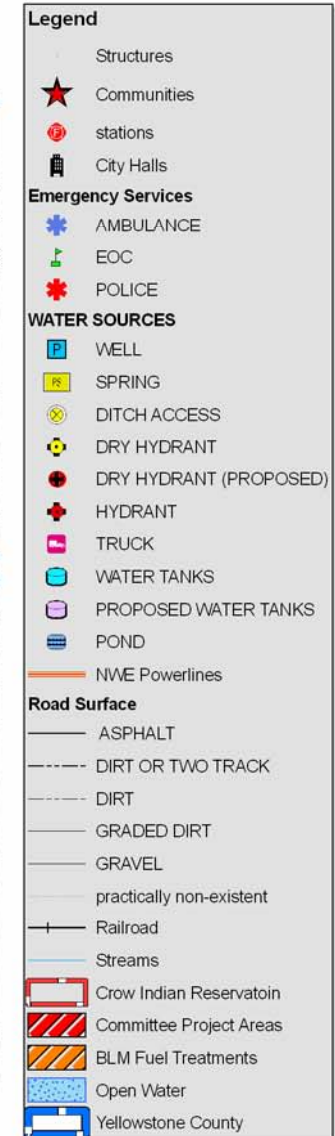 Legend
Structures
Communities
F stations
City Halls
Emergency Services
AMBULANCE
EOC
POLICE
WATER SOURCES
P WELL
PS SPRING
DITCH ACCESS
DRY HYDRANT
DRY HYDRANT (PROPOSED)
HYDRANT
TRUCK
WATER TANKS
PROPOSED WATER TANKS
POND
NWE Powerlines
Road Surface
ASPHALT
DIRT OR TWO TRACK
DIRT
GRADED DIRT
GRAVEL
practically non-existent
Railroad
Streams
Crow Indian Reservatoin
Committee Project Areas
BLM Fuel Treatments
Open Water
Yellowstone County